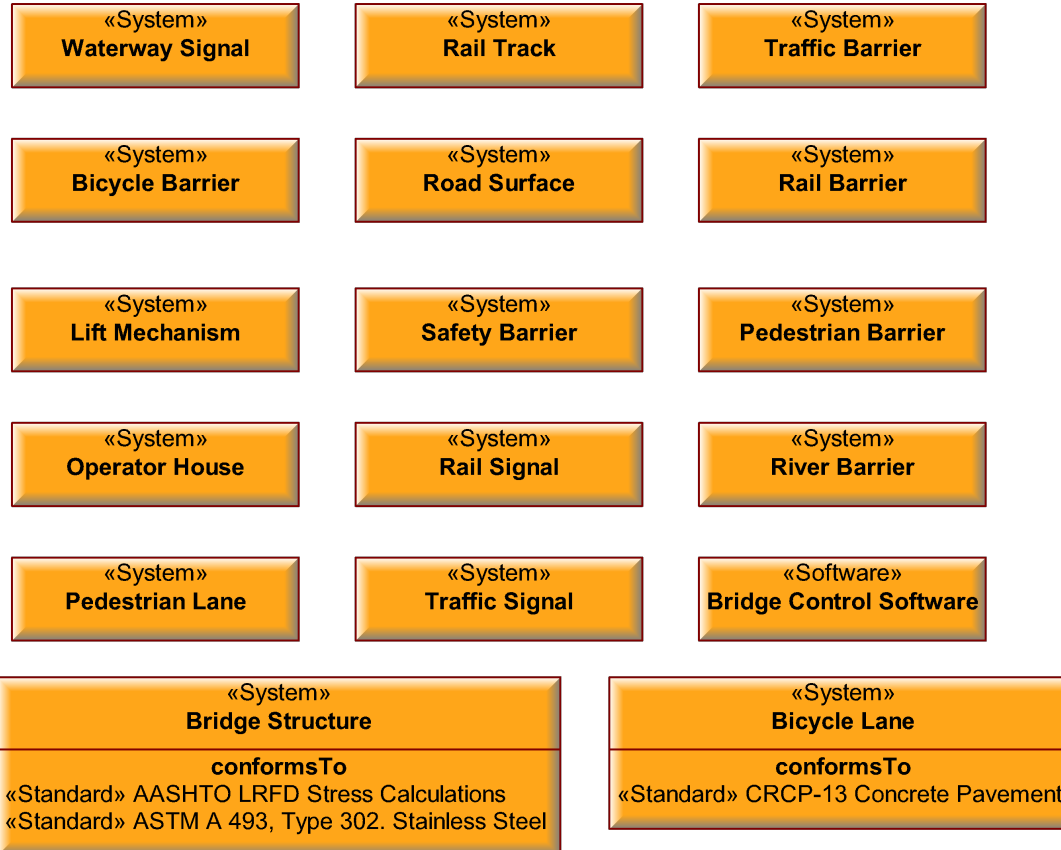 «System»
Waterway Signal
«System»
Rail Track
«System»
Traffic Barrier
«System»
Bicycle Barrier
«System»
Road Surface
«System»
Rail Barrier
«System»
Lift Mechanism
«System»
Safety Barrier
«System»
Pedestrian Barrier
«System»
Operator House
«System»
Rail Signal
«System»
River Barrier
«System»
Pedestrian Lane
«System»
Traffic Signal
«Software»
Bridge Control Software
«System»
Bridge Structure
conformsTo
«Standard» AASHTO LRFD Stress Calculations
«Standard» ASTM A 493, Type 302. Stainless Steel
«System»
Bicycle Lane
conformsTo
«Standard» CRCP-13 Concrete Pavement